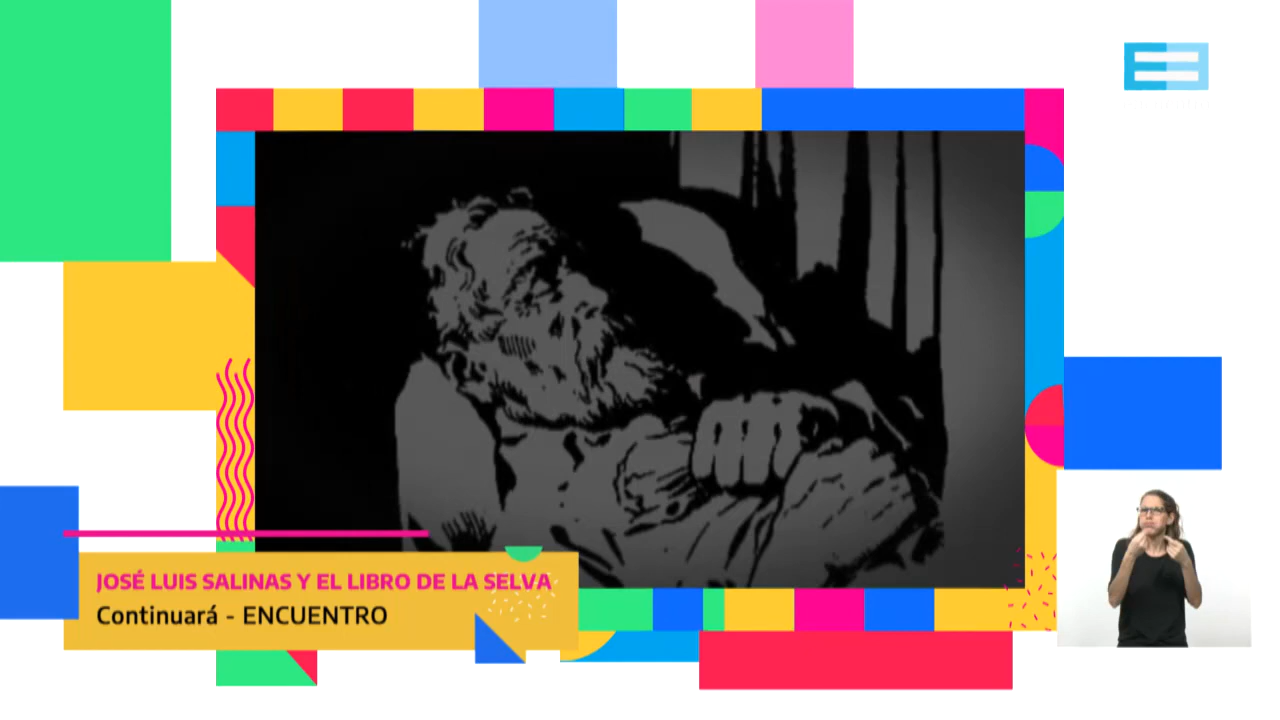 JOSÉ LUIS SALINAS Y EL LIBRO DE LA SELVA
Continuará - ENCUENTRO